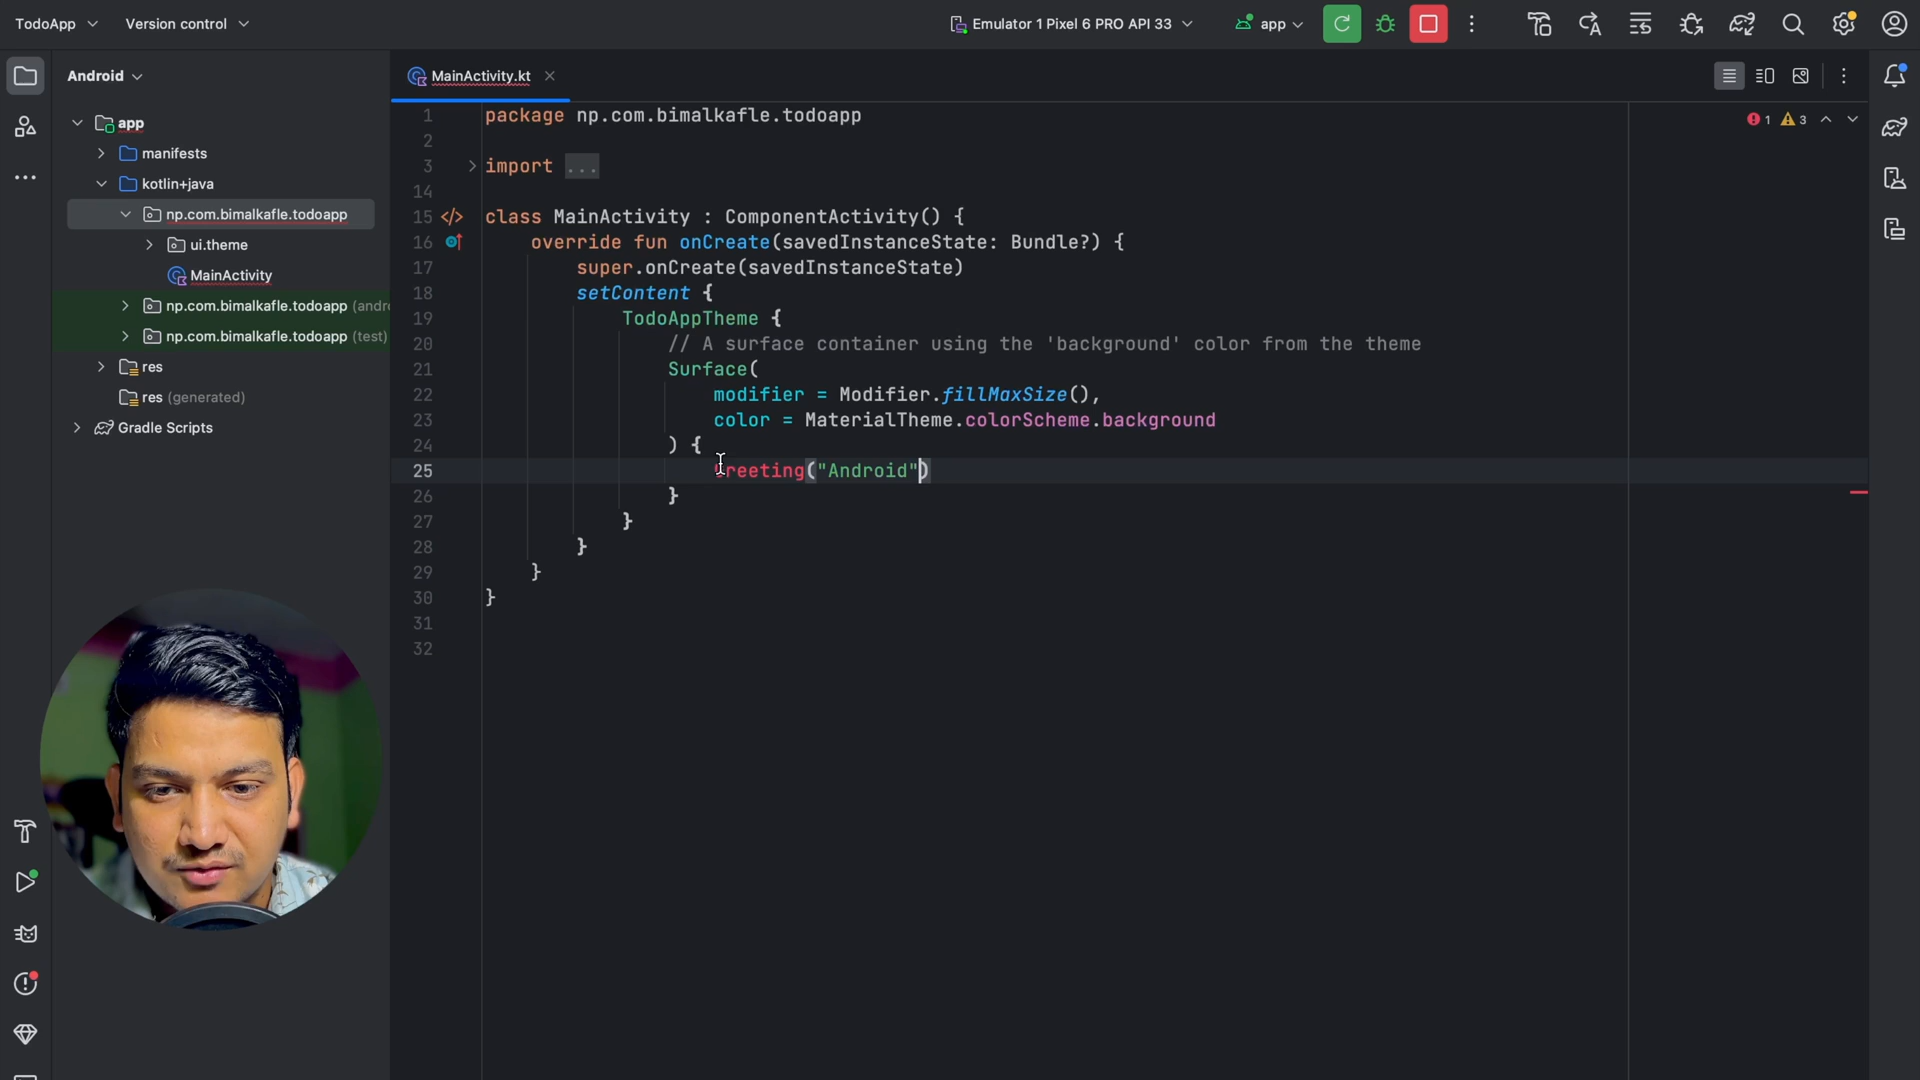 TodoApp
Version control
Emulator 1 Pixel 6 PRO API 33
app
Android
MainActivity.kt
app
manifests
kotlin+java
np.com.bimalkafle.todoapp
ui.theme
MainActivity
np.com.bimalkafle.todoapp (andr
np.com.bimalkafle.todoapp (test)
res
res (generated)
Gradle Scripts
1 3
1 package np.com.bimalkafle.todoapp
2
3 import ...
14
15 class MainActivity : ComponentActivity() {
16 override fun onCreate(savedInstanceState: Bundle?) {
17 super.onCreate(savedInstanceState)
18 setContent {
19 TodoAppTheme {
20 // A surface container using the 'background' color from the theme
21 Surface(
22 modifier = Modifier.fillMaxSize(),
23 color = MaterialTheme.colorScheme.background
24 ) {
25 Greeting("Android")
26 }
27 }
28 }
29 }
30 }
31
32